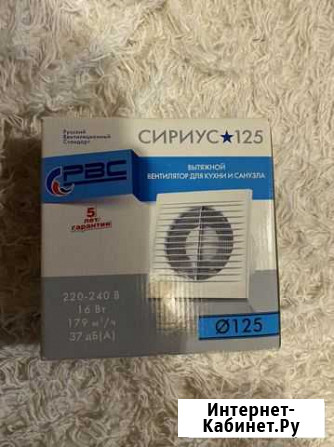 Русский
Вентиляционный
Стандарт
СИРИУС★125
РВС
ВЫТЯЖНОЙ
ВЕНТИЛЯТОР ДЛЯ КУХНИ И САНУЗЛА
5
лет гарантии
220-240 В
16 Вт
179 м³/ч
37 дБ(А)
Ø125
Интернет-
Кабинет.Ру